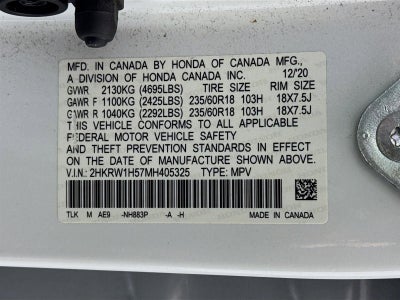 MFD. IN CANADA BY HONDA OF CANADA MFG.,
A DIVISION OF HONDA CANADA INC. 12/'20
GVWR 2130KG (4695LBS) TIRE SIZE RIM SIZE
GAWR F 1100KG (2425LBS) 235/60R18 103H 18X7.5J
GAWR R 1040KG (2292LBS) 235/60R18 103H 18X7.5J
THIS VEHICLE CONFORMS TO ALL APPLICABLE
FEDERAL MOTOR VEHICLE SAFETY
AND THEFT PREVENTION STANDARDS IN EFFECT
ON THE DATE OF MANUFACTURE SHOWN ABOVE.
V.I.N.: 2HKRW1H57MH405325 TYPE: MPV
TLK M AE9 -NH883P -A -H MADE IN CANADA